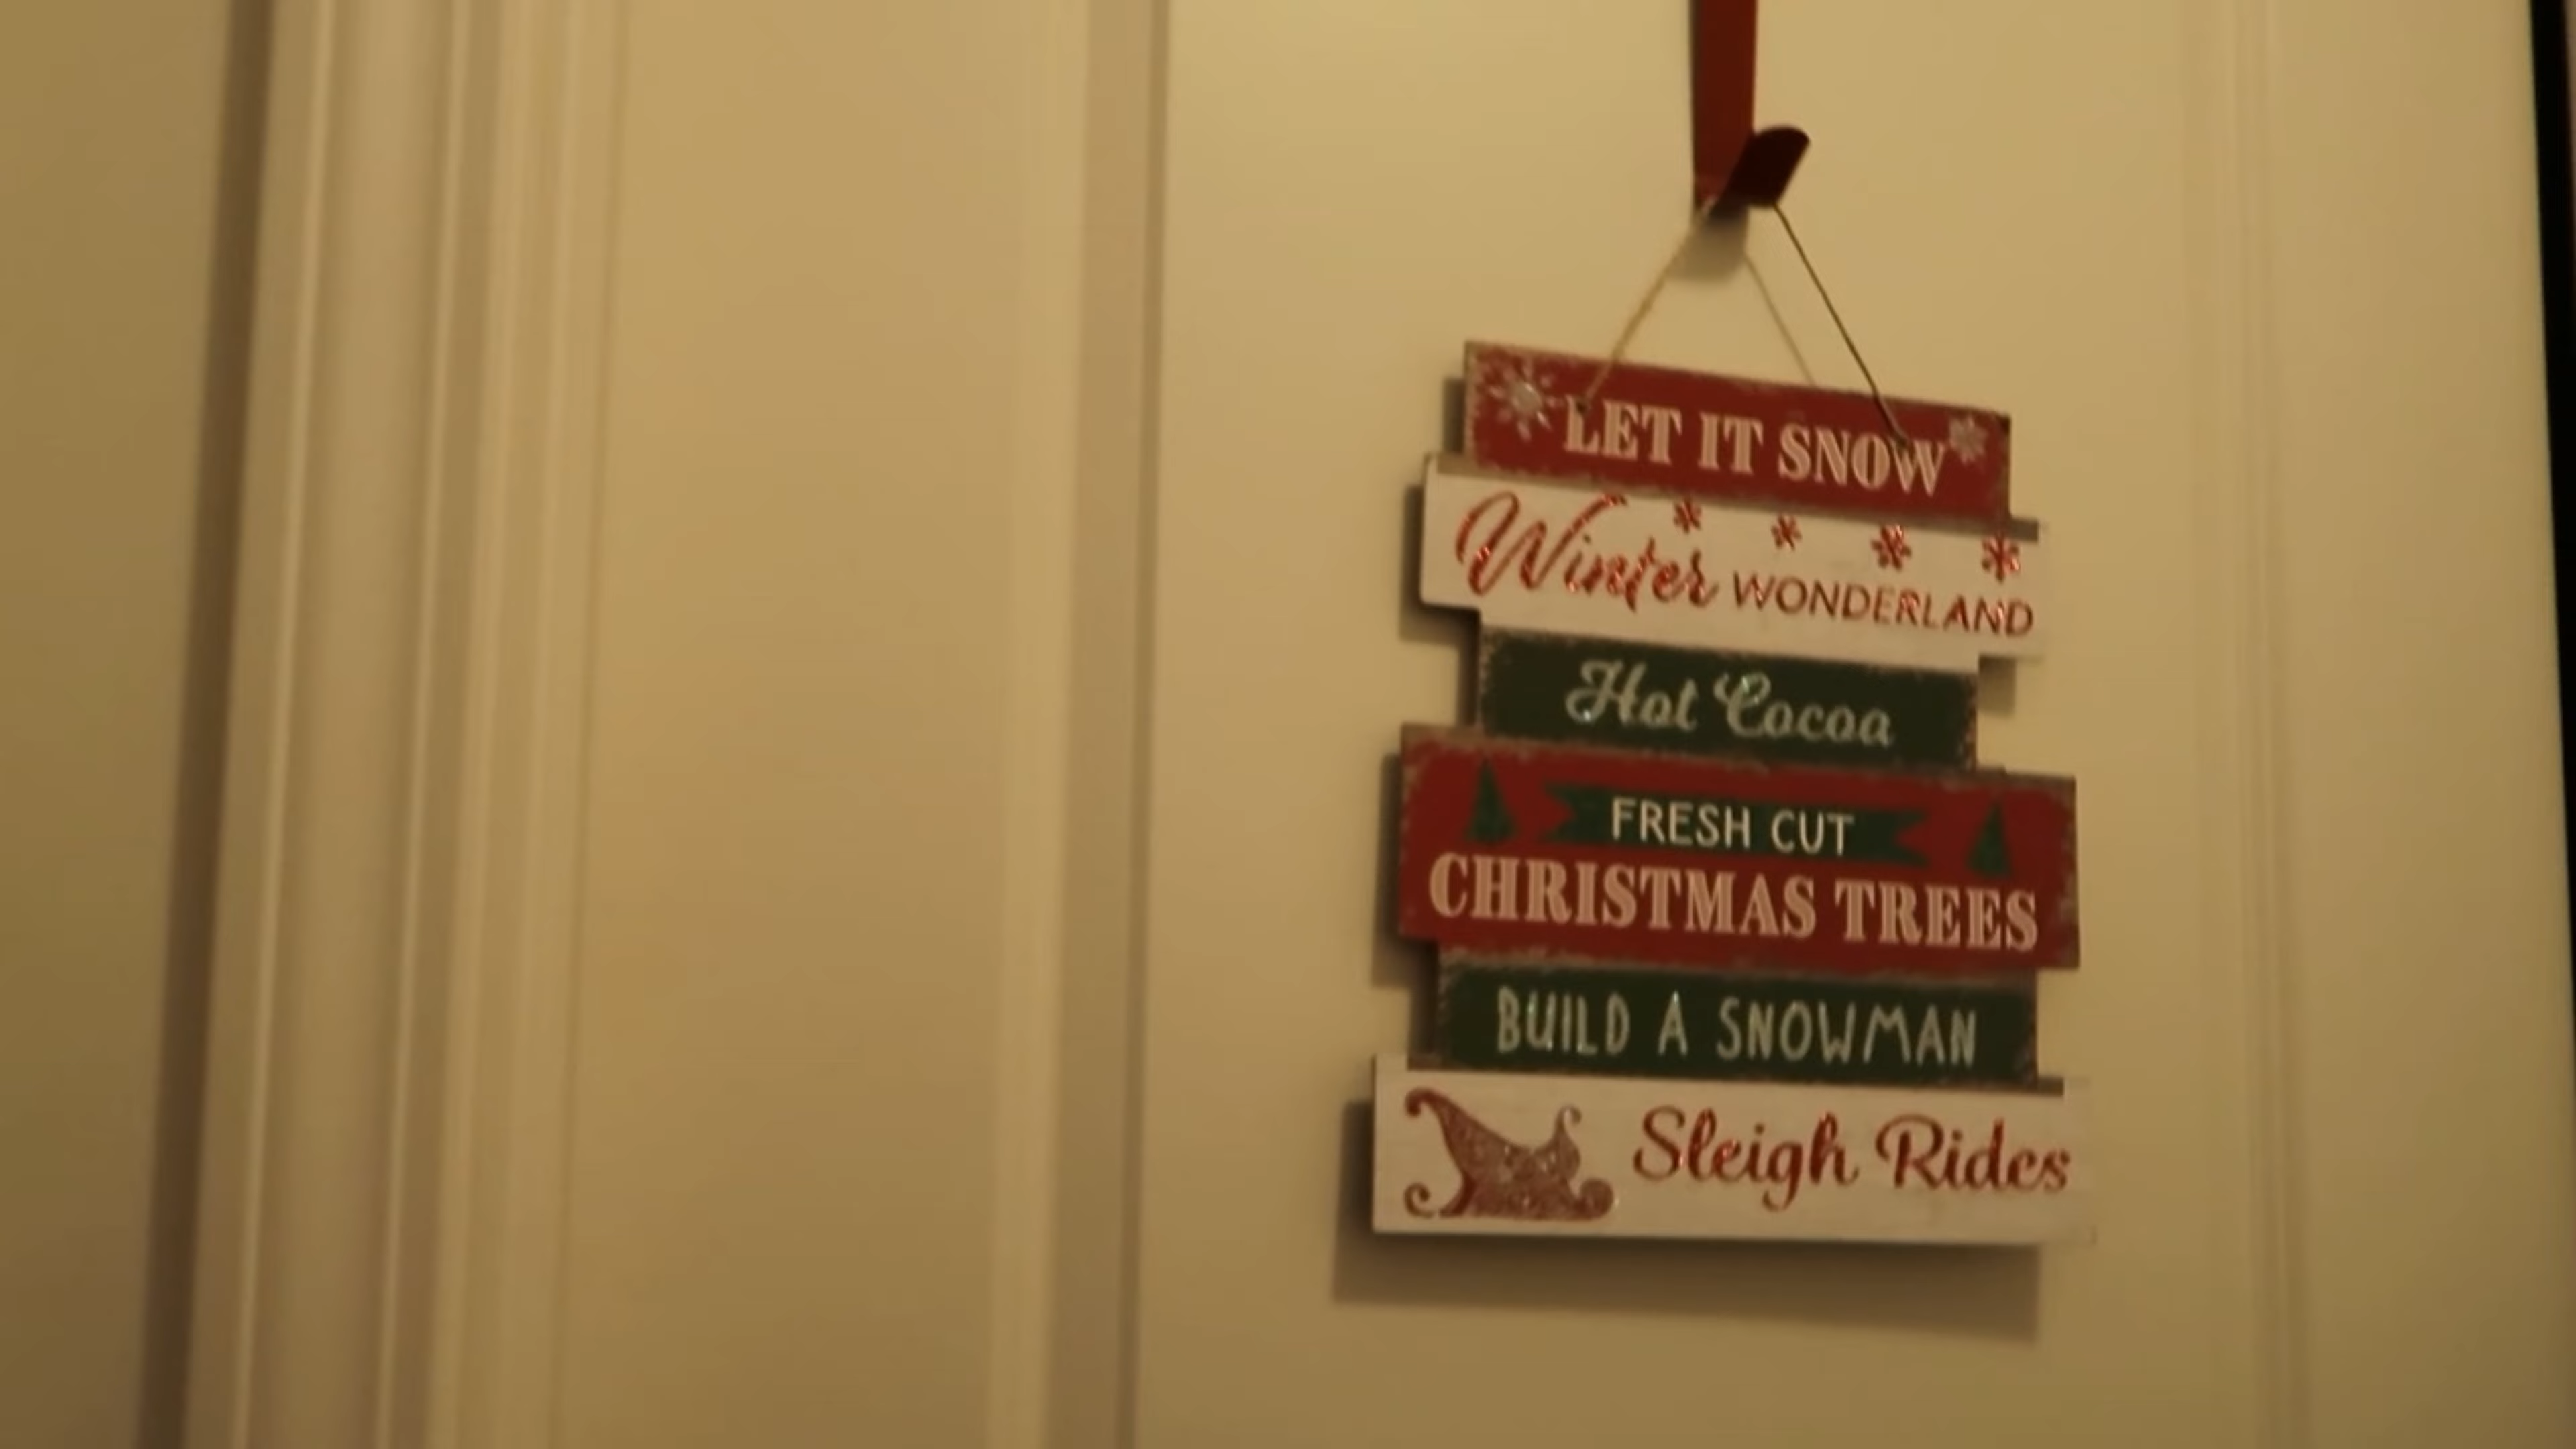 LET IT SNOW
Winter WONDERLAND
Hot Cocoa
FRESH CUT
CHRISTMAS TREES
BUILD A SNOWMAN
Sleigh Rides